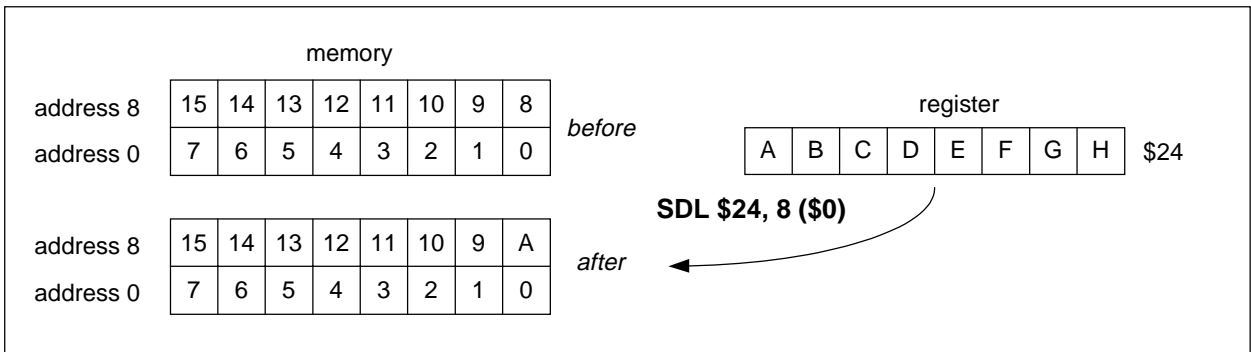 memory
address 8 15 14 13 12 11 10 9 8
address 0 7 6 5 4 3 2 1 0
before
register
A B C D E F G H $24
SDL $24, 8 ($0)
address 8 15 14 13 12 11 10 9 A
address 0 7 6 5 4 3 2 1 0
after